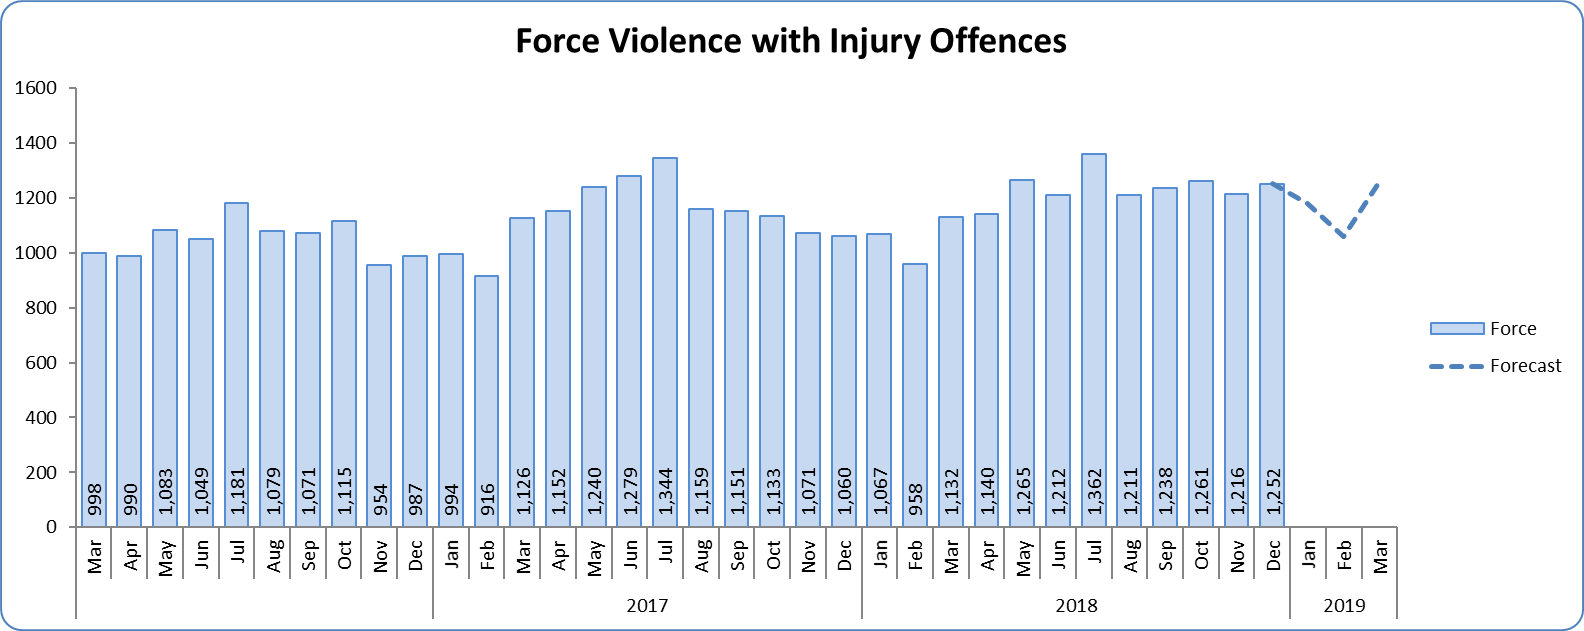 Force Violence with Injury Offences
1600
1400
1200
1000
800
600
400
200
0
998 990 1,083 1,049 1,181 1,079 1,071 1,115 954 987 994 916 1,126 1,152 1,240 1,279 1,344 1,159 1,151 1,133 1,071 1,060 1,067 958 1,132 1,140 1,265 1,212 1,362 1,211 1,238 1,261 1,216 1,252
Mar Apr May Jun Jul Aug Sep Oct Nov Dec Jan Feb Mar Apr May Jun Jul Aug Sep Oct Nov Dec Jan Feb Mar Apr May Jun Jul Aug Sep Oct Nov Dec Jan Feb Mar
2017 2018 2019
Force
Forecast